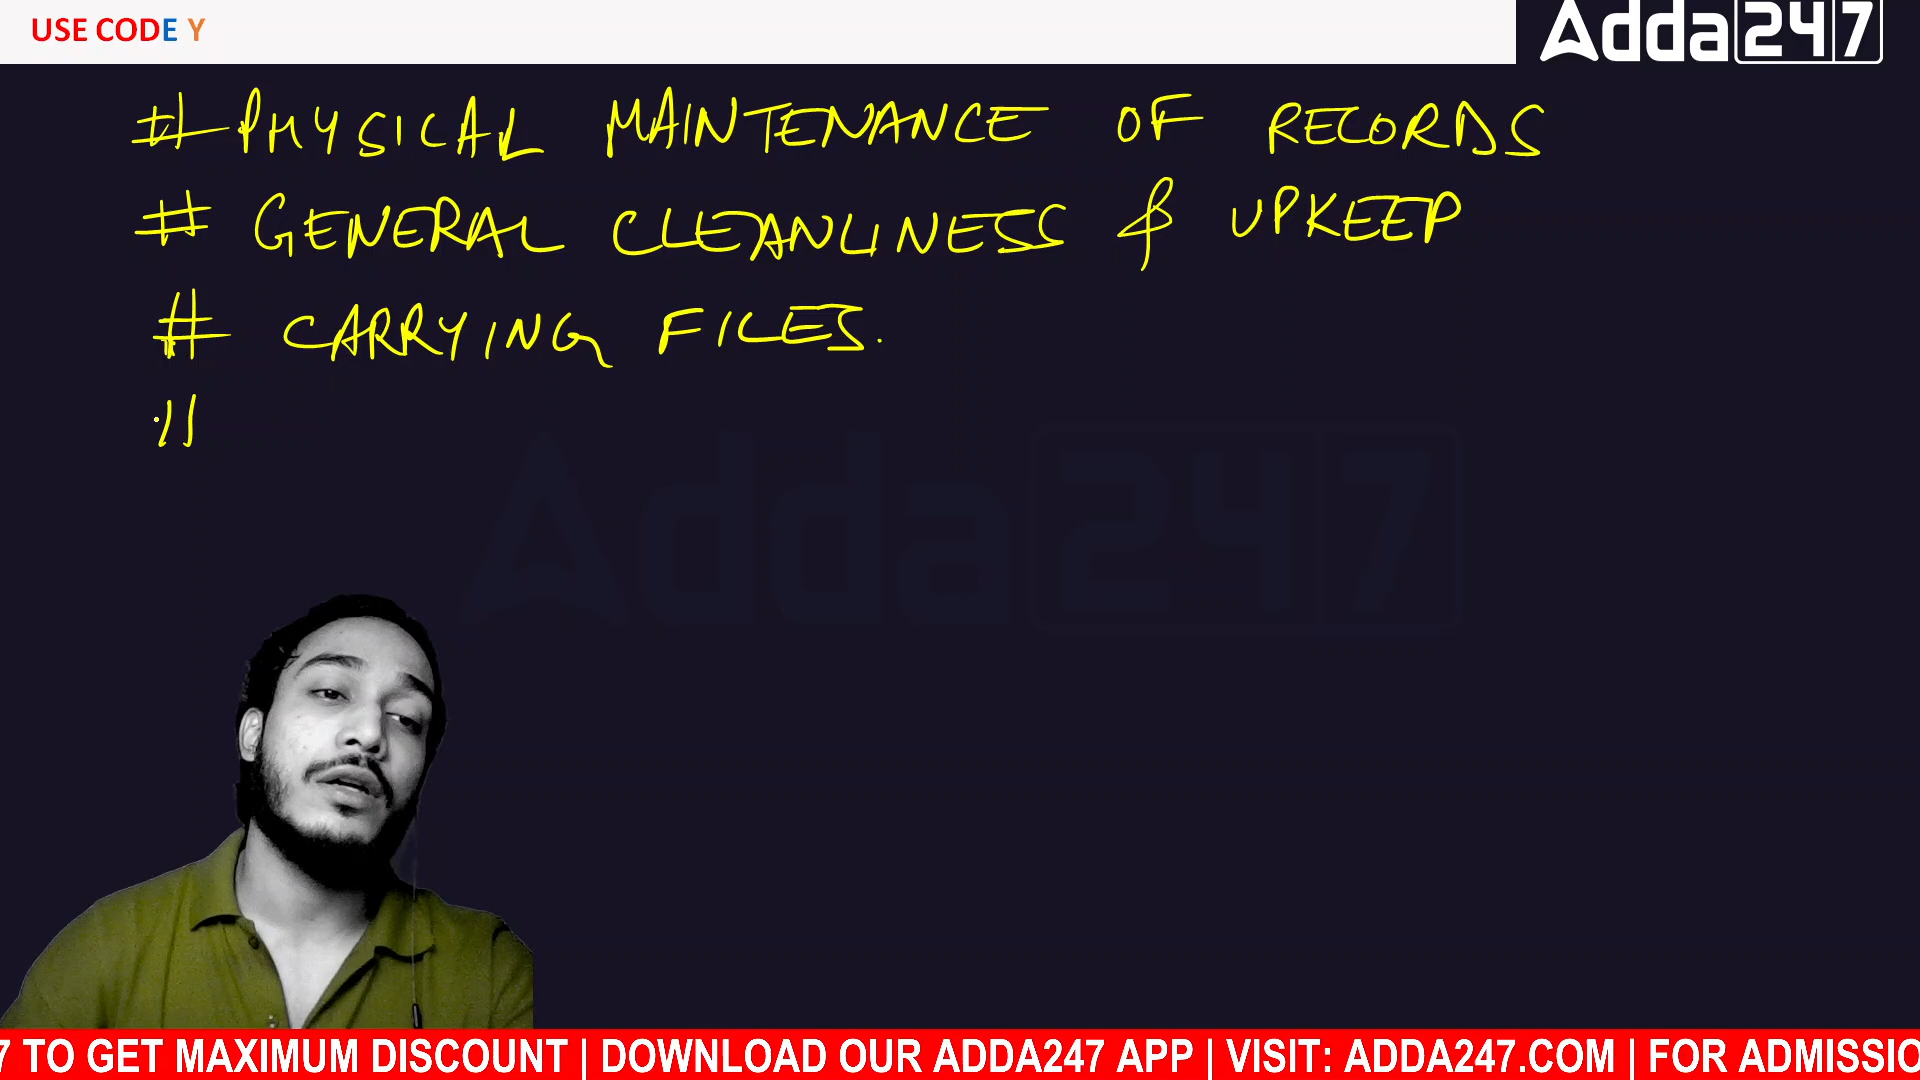 USE CODE Y
Adda247
# PHYSICAL MAINTENANCE OF RECORDS
# GENERAL CLEANLINESS & UPKEEP
# CARRYING FILES.
Adda247
7 TO GET MAXIMUM DISCOUNT | DOWNLOAD OUR ADDA247 APP | VISIT: ADDA247.COM | FOR ADMISSIO